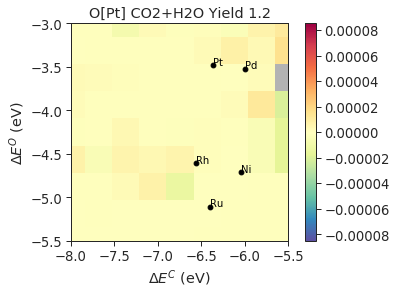 O[Pt] CO2+H2O Yield 1.2
−3.0
−3.5
−4.0
−4.5
−5.0
−5.5
ΔE^O (eV)
Pt
Pd
Rh
Ni
Ru
−8.0 −7.5 −7.0 −6.5 −6.0 −5.5
ΔE^C (eV)
0.00008
0.00006
0.00004
0.00002
0.00000
−0.00002
−0.00004
−0.00006
−0.00008